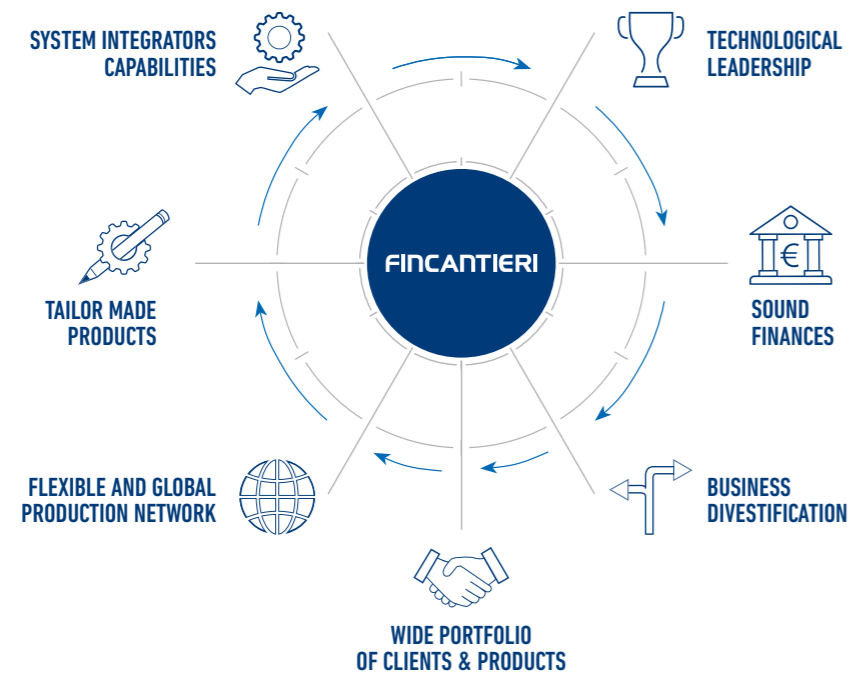 SYSTEM INTEGRATORS
CAPABILITIES
TECHNOLOGICAL
LEADERSHIP
FINCANTIERI
€
TAILOR MADE
PRODUCTS
SOUND
FINANCES
FLEXIBLE AND GLOBAL
PRODUCTION NETWORK
BUSINESS
DIVESTIFICATION
WIDE PORTFOLIO
OF CLIENTS & PRODUCTS